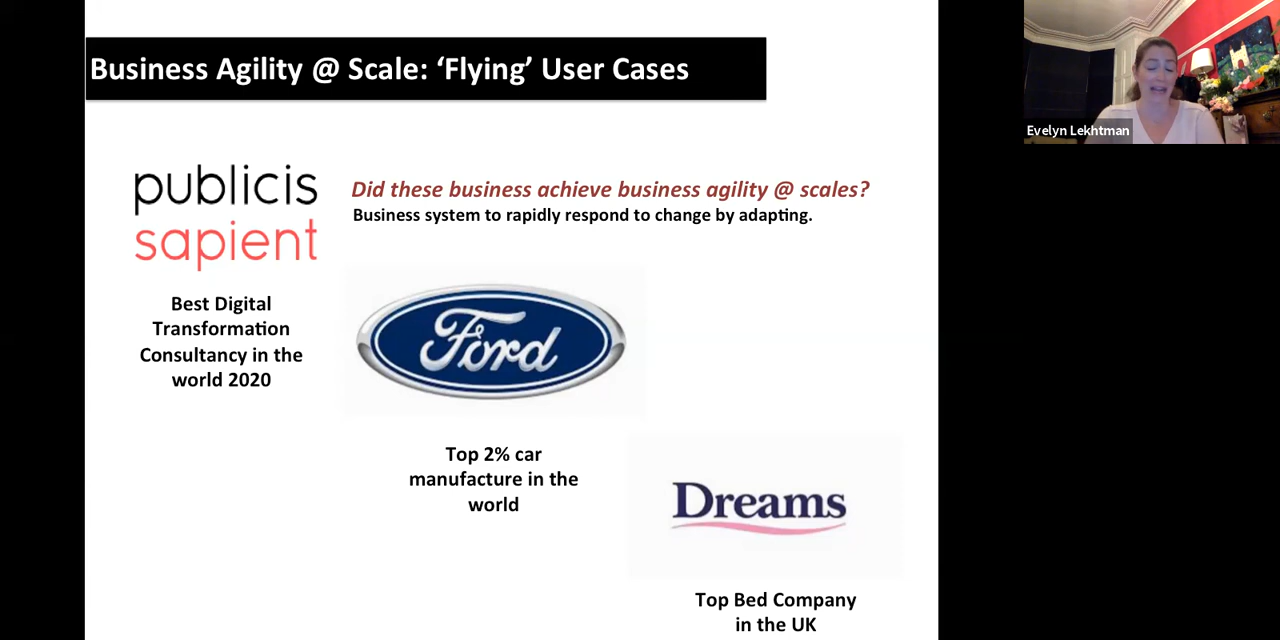 Business Agility @ Scale: ‘Flying’ User Cases
Evelyn Lekhtman
publicis
sapient
Did these business achieve business agility @ scales?
Business system to rapidly respond to change by adapting.
Best Digital
Transformation
Consultancy in the
world 2020
Ford
Top 2% car
manufacture in the
world
Dreams
Top Bed Company
in the UK